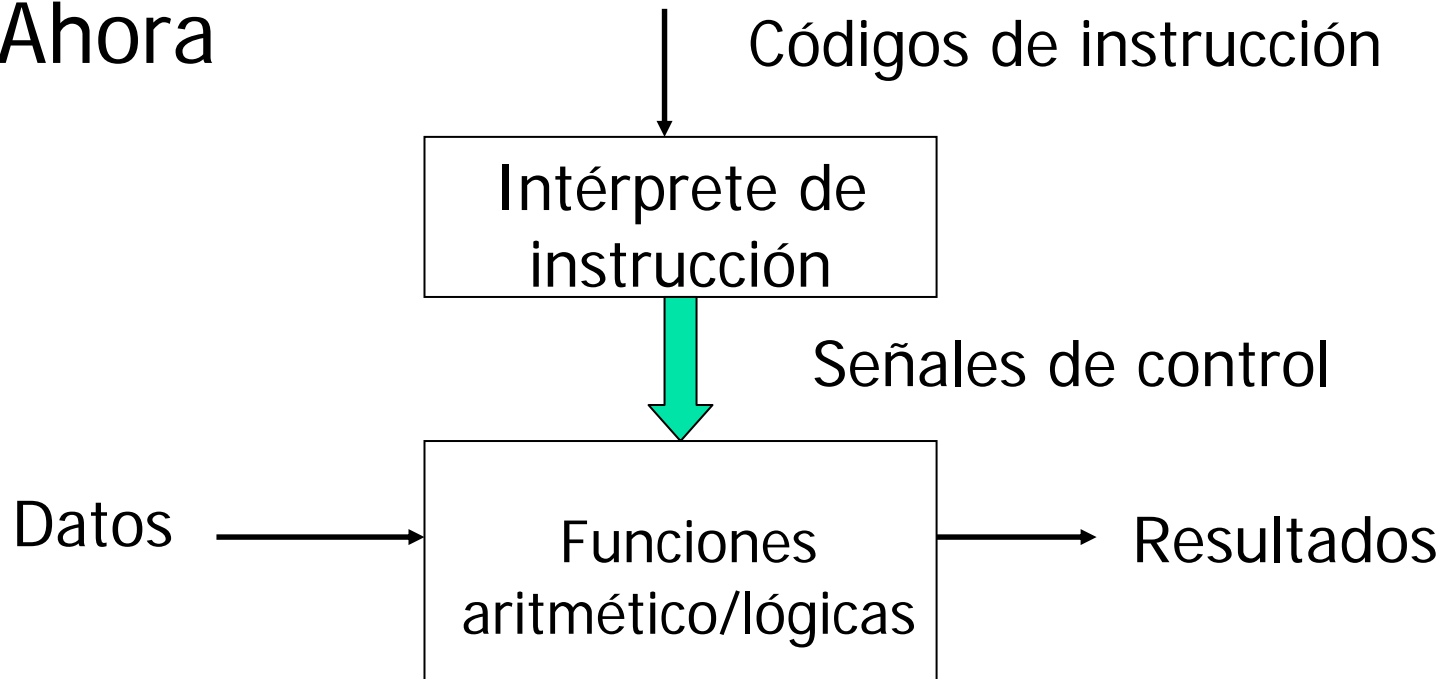 Ahora
Códigos de instrucción
Intérprete de
instrucción
Señales de control
Datos
Funciones
aritmético/lógicas
Resultados